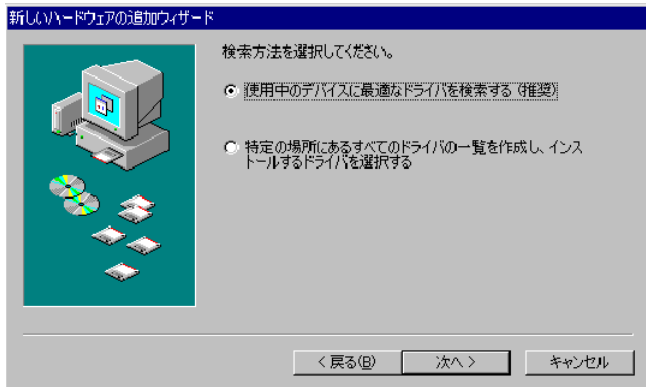 新しいハードウェアの追加ウィザード
検索方法を選択してください。
使用中のデバイスに最適なドライバを検索する (推奨)
特定の場所にあるすべてのドライバの一覧を作成し、インス
トールするドライバを選択する
< 戻る(B)
次へ >
キャンセル